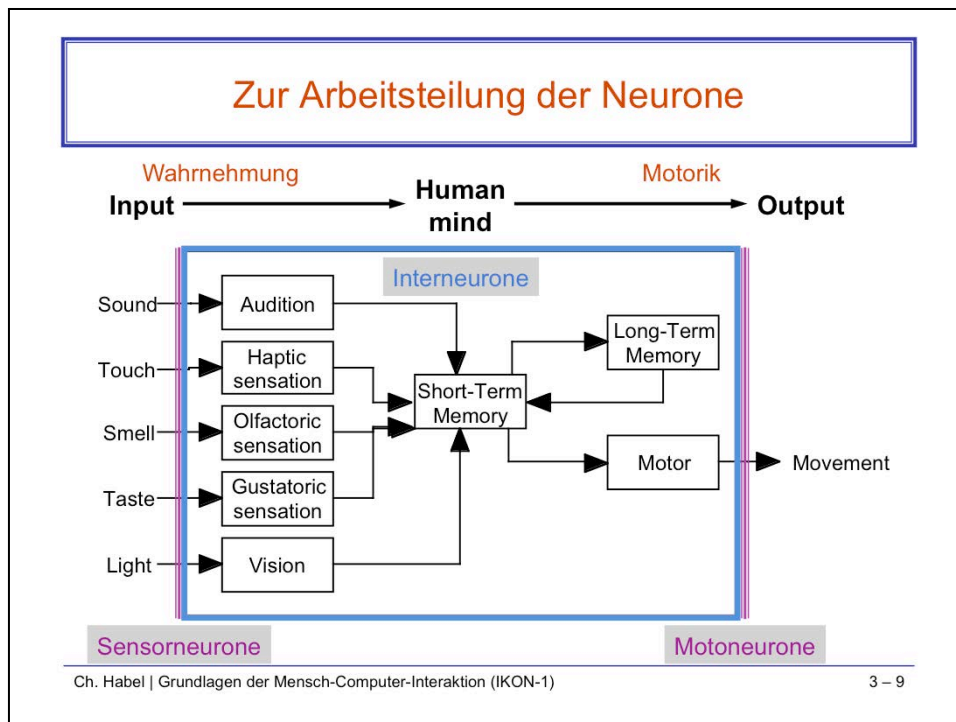 Zur Arbeitsteilung der Neurone
Wahrnehmung
Motorik
Input
Human
mind
Output
Interneurone
Sound
Audition
Long-Term
Memory
Touch
Haptic
sensation
Short-Term
Memory
Smell
Olfactoric
sensation
Motor
Movement
Taste
Gustatoric
sensation
Light
Vision
Sensorneurone
Motoneurone
Ch. Habel | Grundlagen der Mensch-Computer-Interaktion (IKON-1)
3 – 9